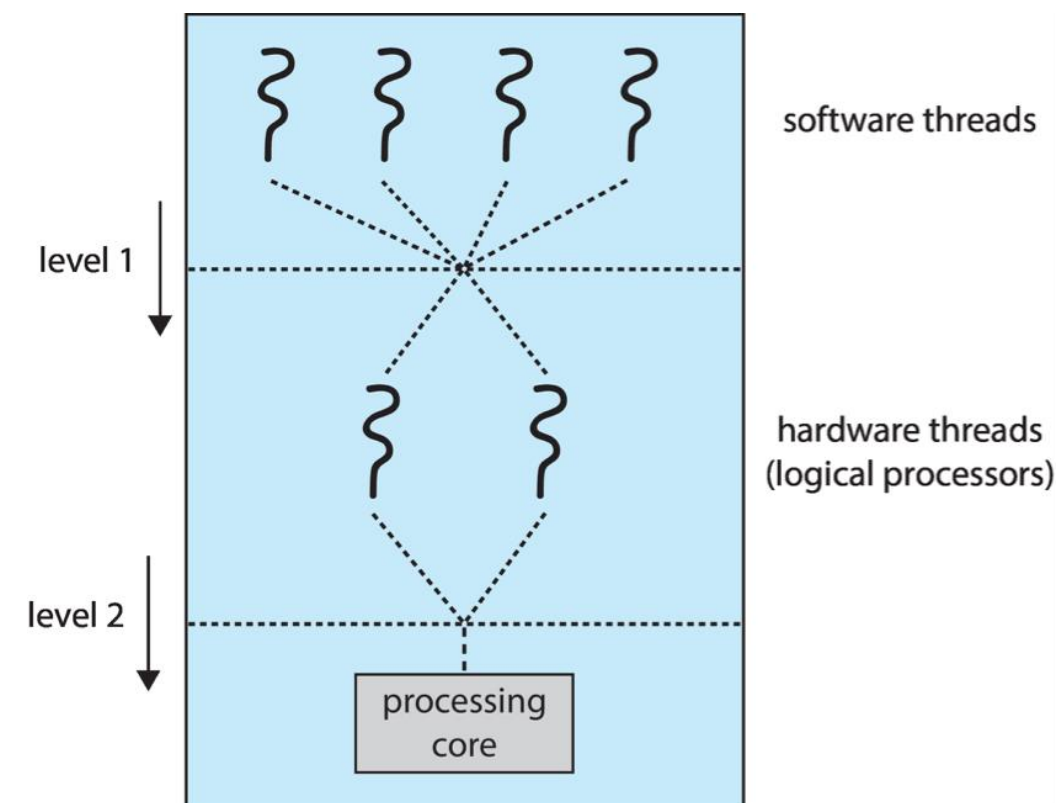 software threads
level 1
hardware threads
(logical processors)
level 2
processing
core